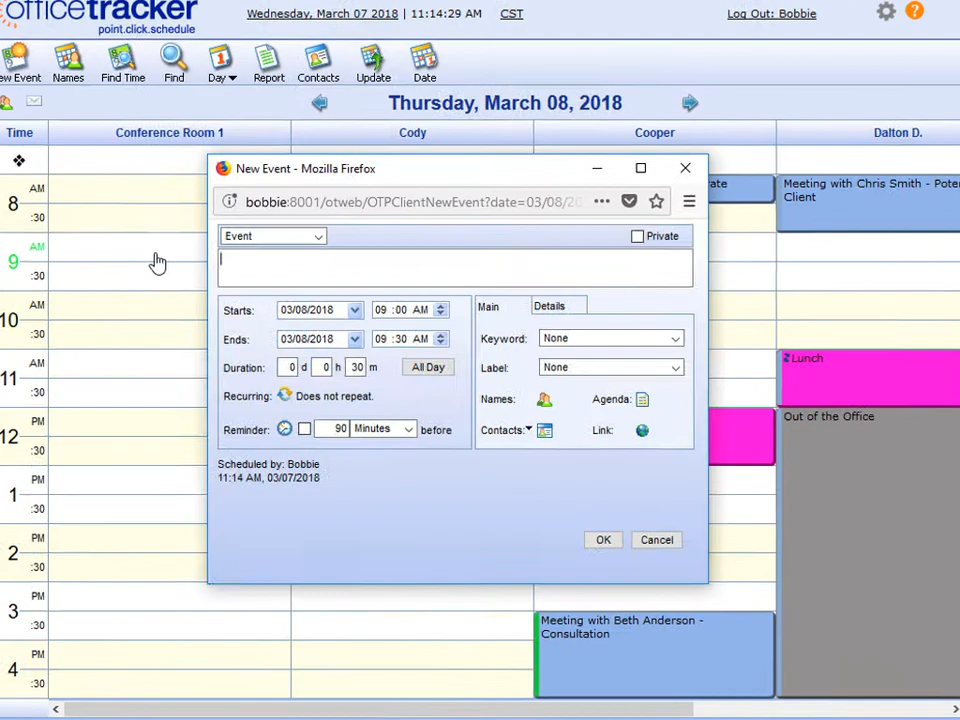 officetracker
point.click.schedule
Wednesday, March 07 2018 | 11:14:29 AM CST
Log Out: Bobbie
?
ew Event Names Find Time Find Day Report Contacts Update Date
Thursday, March 08, 2018
Time Conference Room 1 Cody Cooper Dalton D.
New Event - Mozilla Firefox
bobbie:8001/otweb/OTPClientNewEvent?date=03/08/20
Event
Private
Starts: 03/08/2018 09 :00 AM
Ends: 03/08/2018 09 :30 AM
Duration: 0 d 0 h 30 m All Day
Recurring: Does not repeat.
Reminder: 90 Minutes before
Main Details
Keyword: None
Label: None
Names: Agenda:
Contacts: Link:
Scheduled by: Bobbie
11:14 AM, 03/07/2018
OK Cancel
8 AM
:30
9 AM
:30
10 AM
:30
11 AM
:30
12 PM
:30
1 PM
:30
2 PM
:30
3 PM
:30
4 PM
:30
rate
Meeting with Beth Anderson -
Consultation
Meeting with Chris Smith - Pote
Client
Lunch
Out of the Office